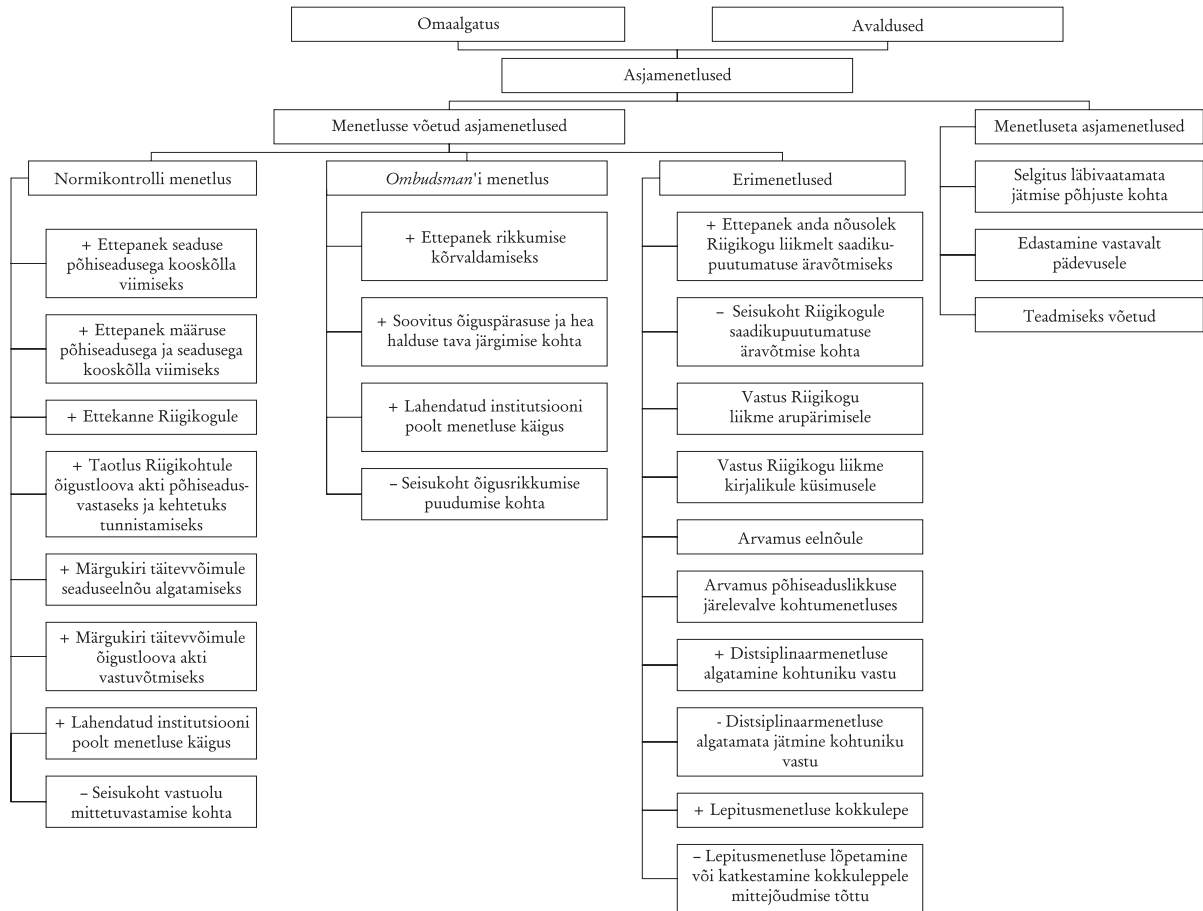 Omaalgatus
Avaldused
Asjamenetlused
Menetlusse võetud asjamenetlused
Menetluseta asjamenetlused
Normikontrolli menetlus
+ Ettepanek seaduse
põhiseadusega kooskõlla
viimiseks
+ Ettepanek määruse
põhiseadusega ja seadusega
kooskõlla viimiseks
+ Ettekanne Riigikogule
+ Taotlus Riigikohtule
õigustloova akti põhiseadus-
vastaseks ja kehtetuks
tunnistamiseks
+ Märgukiri täitevvõimule
seaduseelnõu algatamiseks
+ Märgukiri täitevvõimule
õigustloova akti
vastuvõtmiseks
+ Lahendatud institutsiooni
poolt menetluse käigus
– Seisukoht vastuolu
mittetuvastamise kohta
Ombudsman'i menetlus
+ Ettepanek rikkumise
kõrvaldamiseks
+ Soovitus õiguspärasuse ja hea
halduse tava järgimise kohta
+ Lahendatud institutsiooni
poolt menetluse käigus
– Seisukoht õigusrikkumise
puudumise kohta
Erimenetlused
+ Ettepanek anda nõusolek
Riigikogu liikmelt saadiku-
puutumatuse äravõtmiseks
– Seisukoht Riigikogule
saadikupuutumatuse
äravõtmise kohta
Vastus Riigikogu
liikme arupärimisele
Vastus Riigikogu liikme
kirjalikule küsimusele
Arvamus eelnõule
Arvamus põhiseaduslikkuse
järelevalve kohtumenetluses
+ Distsiplinaarmenetluse
algatamine kohtuniku vastu
- Distsiplinaarmenetluse
algatamata jätmine kohtuniku
vastu
+ Lepitusmenetluse kokkulepe
– Lepitusmenetluse lõpetamine
või katkestamine kokkuleppele
mittejõudmise tõttu
Selgitus läbivaatamata
jätmise põhjuste kohta
Edastamine vastavalt
pädevusele
Teadmiseks võetud